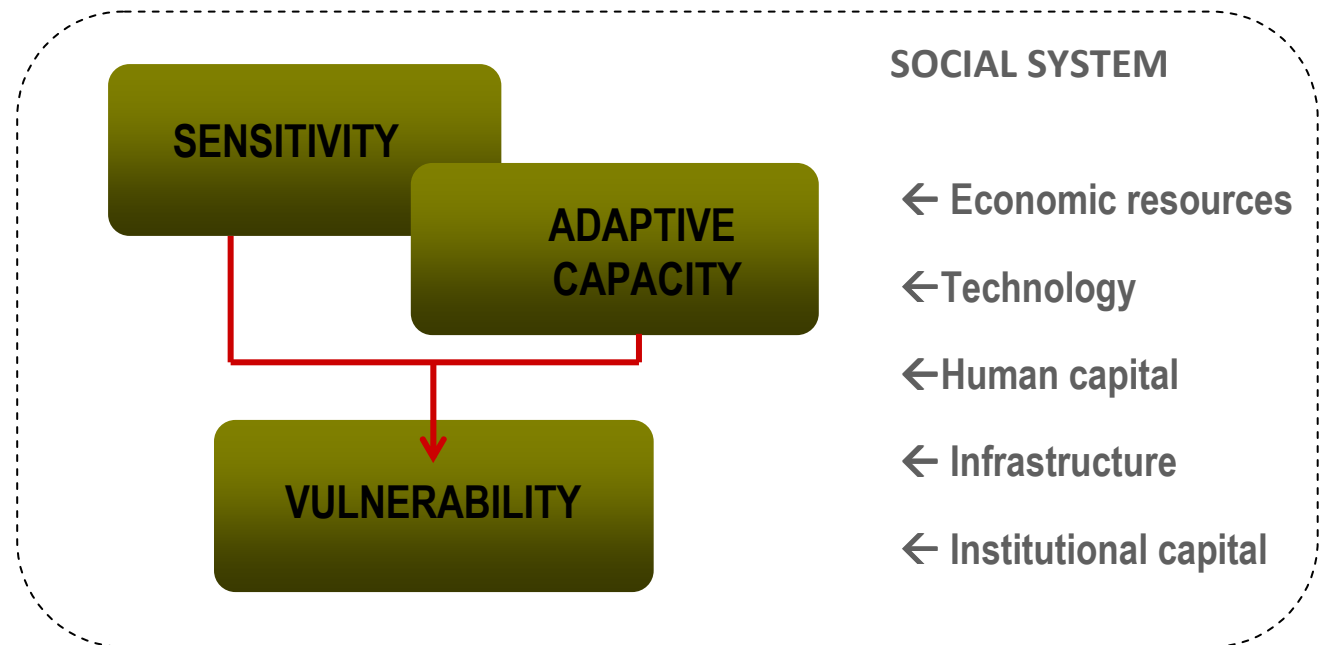 SOCIAL SYSTEM
SENSITIVITY
ADAPTIVE
CAPACITY
VULNERABILITY
← Economic resources
←Technology
←Human capital
← Infrastructure
← Institutional capital